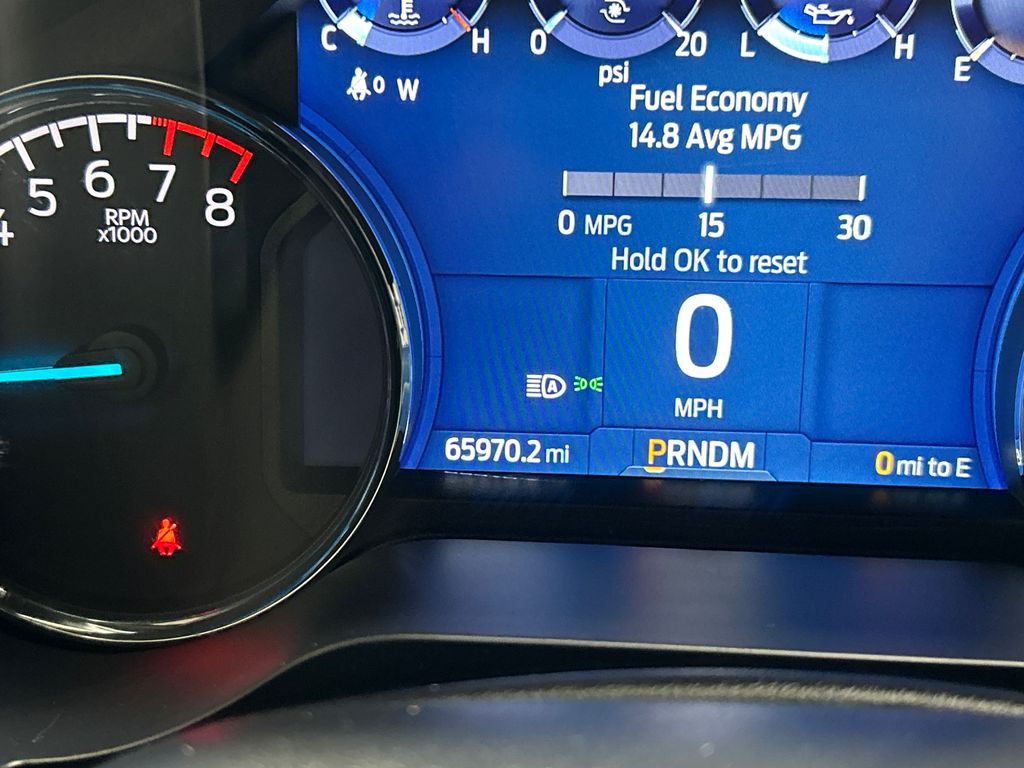 C H
0 20
psi
L H
E
0 W
Fuel Economy
14.8 Avg MPG
0 MPG 15 30
Hold OK to reset
4 5 6 7 8
RPM
x1000
0
MPH
A
65970.2 mi
PRNDM
0 mi to E